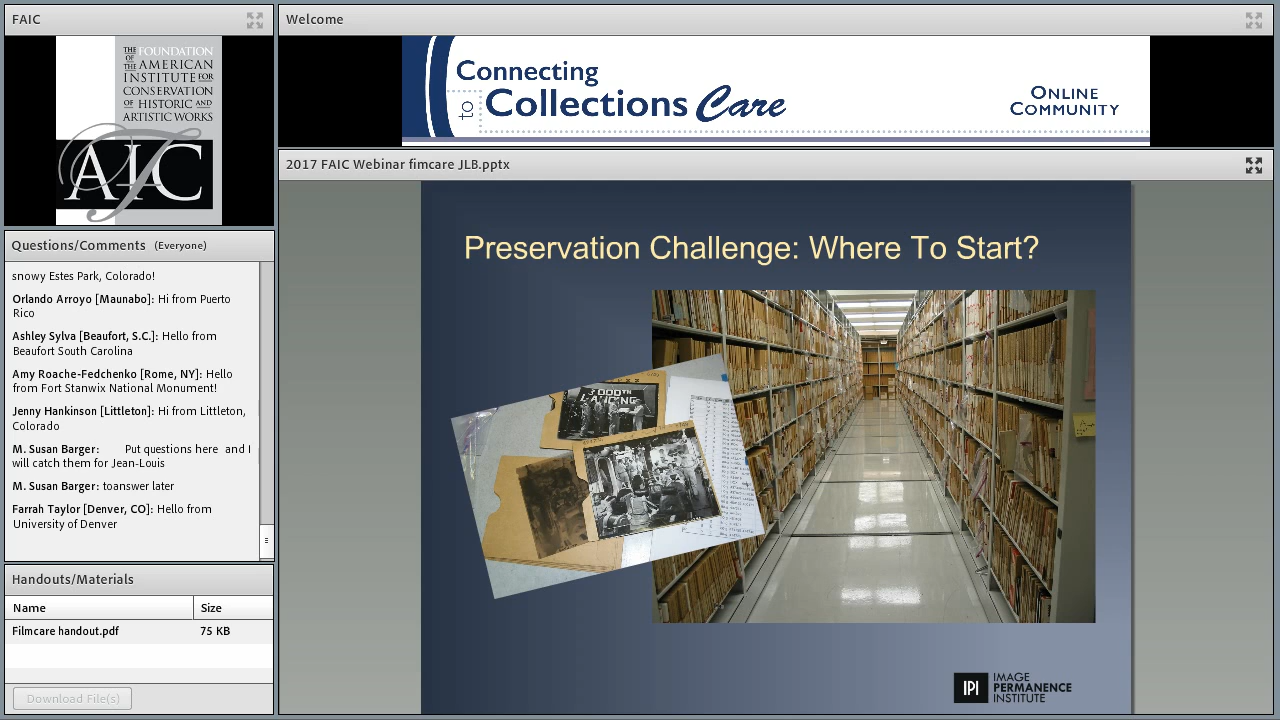 FAIC
THE FOUNDATION
OF THE AMERICAN
INSTITUTE FOR
CONSERVATION
OF HISTORIC AND
ARTISTIC WORKS
AIC
Welcome
Connecting
to Collections Care
ONLINE
COMMUNITY
Questions/Comments (Everyone)
snowy Estes Park, Colorado!
Orlando Arroyo [Maunabo]: Hi from Puerto
Rico
Ashley Sylva [Beaufort, S.C.]: Hello from
Beaufort South Carolina
Amy Roache-Fedchenko [Rome, NY]: Hello
from Fort Stanwix National Monument!
Jenny Hankinson [Littleton]: Hi from Littleton,
Colorado
M. Susan Barger: Put questions here and I
will catch them for Jean-Louis
M. Susan Barger: toanswer later
Farrah Taylor [Denver, CO]: Hello from
University of Denver
Handouts/Materials
Name Size
Filmcare handout.pdf 75 KB
Download File(s)
2017 FAIC Webinar fimcare JLB.pptx
Preservation Challenge: Where To Start?
LANDING
IPI
IMAGE
PERMANENCE
INSTITUTE